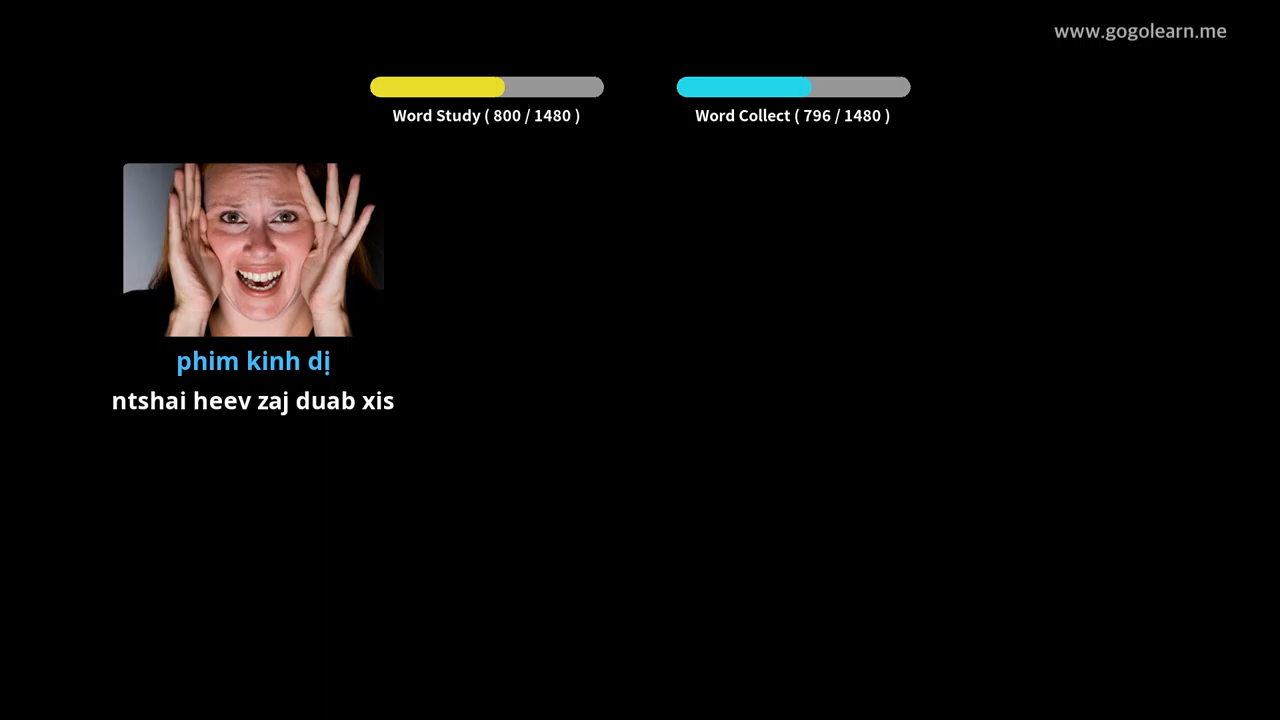 www.gogolearn.me
Word Study ( 800 / 1480 )
Word Collect ( 796 / 1480 )
phim kinh dị
ntshai heev zaj duab xis